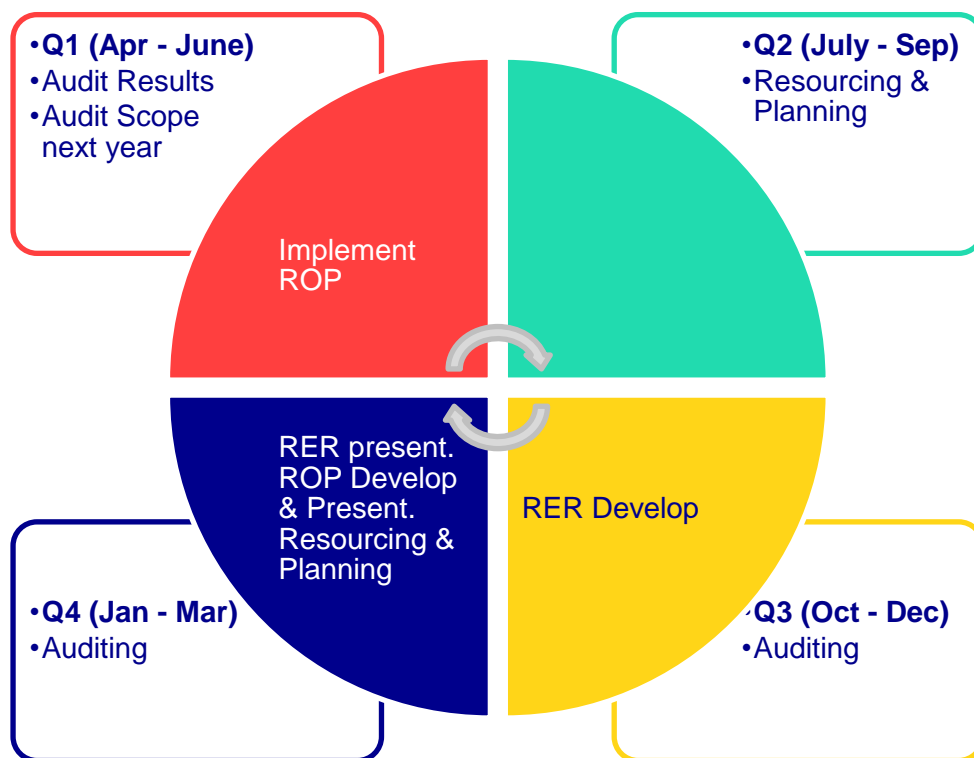 •Q1 (Apr - June)
•Audit Results
•Audit Scope
next year
•Q2 (July - Sep)
•Resourcing &
Planning
Implement
ROP
RER present.
ROP Develop
& Present.
Resourcing &
Planning
RER Develop
•Q4 (Jan - Mar)
•Auditing
•Q3 (Oct - Dec)
•Auditing